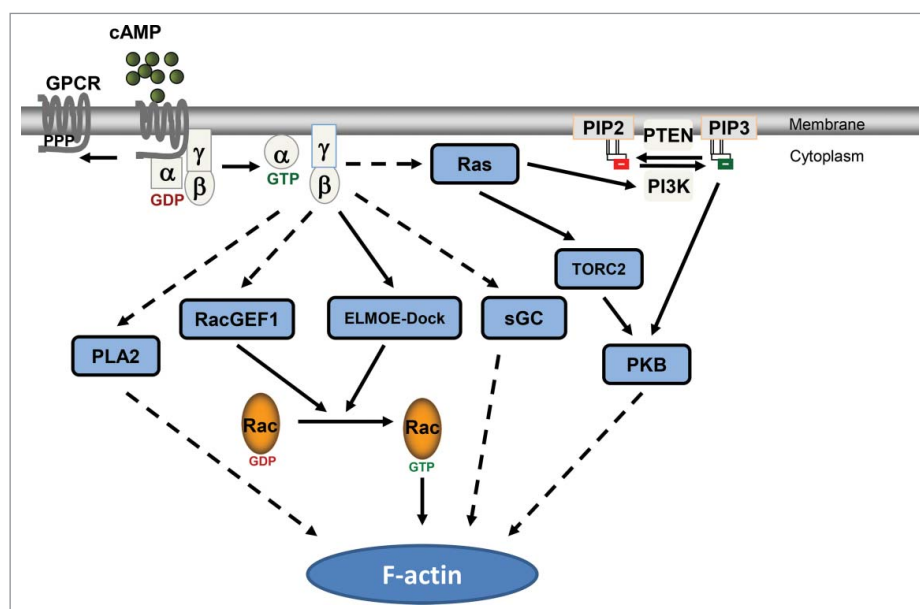 cAMP
GPCR
PPP
α
GDP
γ
β
α
GTP
γ
β
Ras
PIP2
PTEN
PIP3
PI3K
Membrane
Cytoplasm
TORC2
RacGEF1
ELMOE-Dock
sGC
PLA2
PKB
Rac
GDP
Rac
GTP
F-actin